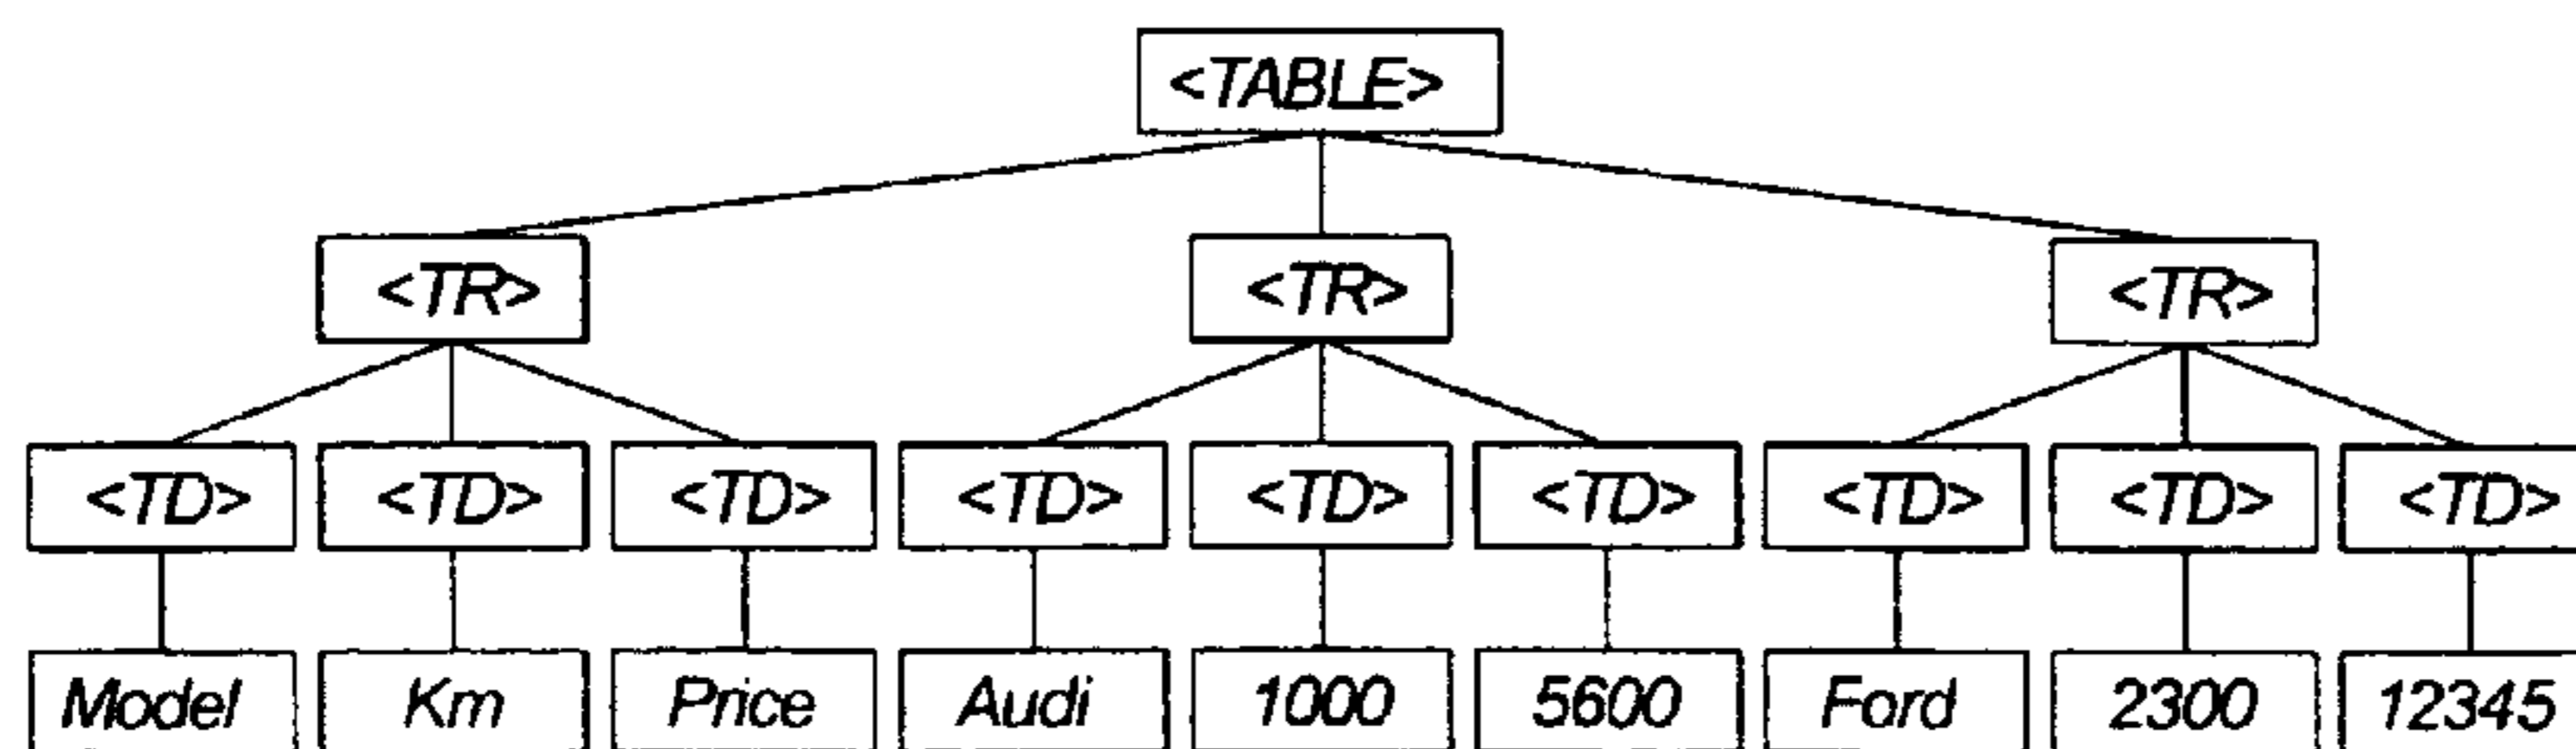 <TABLE>
<TR> <TR> <TR>
<TD> <TD> <TD> <TD> <TD> <TD> <TD> <TD> <TD>
Model Km Price Audi 1000 5600 Ford 2300 12345